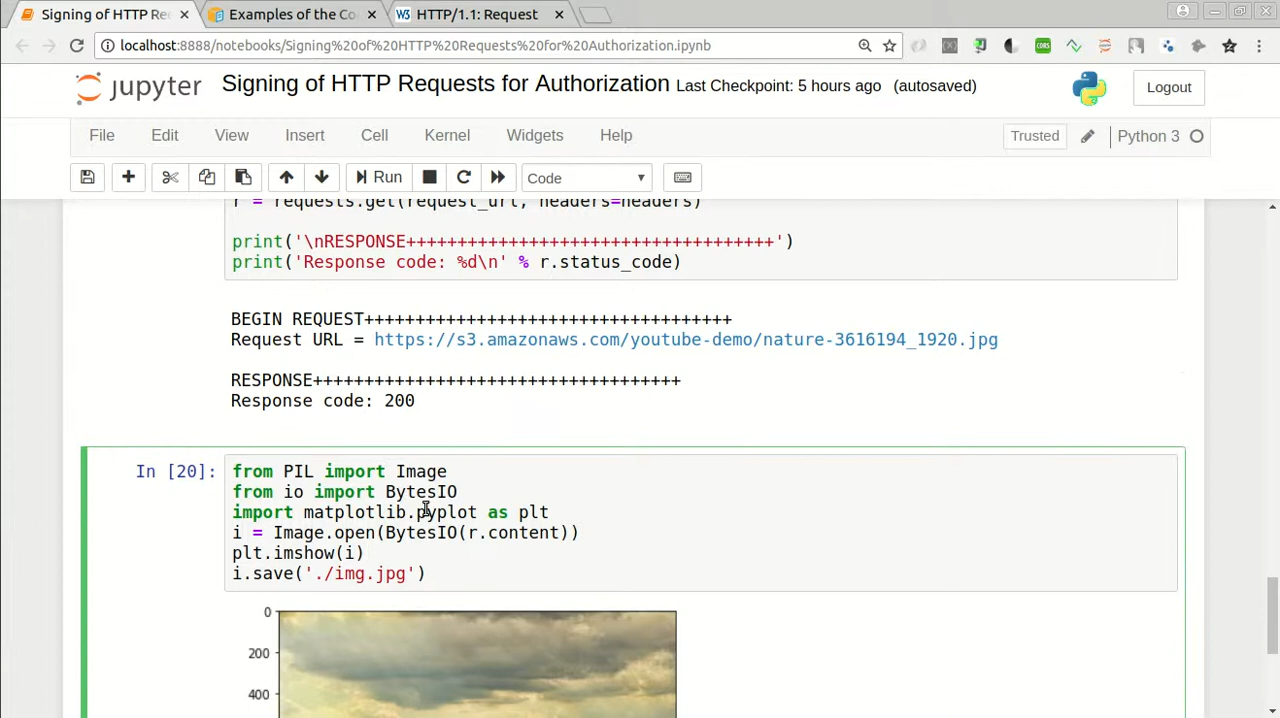 Signing of HTTP Re
Examples of the Co
HTTP/1.1: Request
localhost:8888/notebooks/Signing%20of%20HTTP%20Requests%20for%20Authorization.ipynb
jupyter Signing of HTTP Requests for Authorization Last Checkpoint: 5 hours ago (autosaved)
Logout
File Edit View Insert Cell Kernel Widgets Help
Trusted
Python 3
Run
Code
r = requests.get(request_url, headers=headers)
print('\nRESPONSE++++++++++++++++++++++++++++++++++++')
print('Response code: %d\n' % r.status_code)
BEGIN REQUEST++++++++++++++++++++++++++++++++++++
Request URL = https://s3.amazonaws.com/youtube-demo/nature-3616194_1920.jpg
RESPONSE++++++++++++++++++++++++++++++++++++
Response code: 200
In [20]:
from PIL import Image
from io import BytesIO
import matplotlib.pyplot as plt
i = Image.open(BytesIO(r.content))
plt.imshow(i)
i.save('./img.jpg')
0
200
400